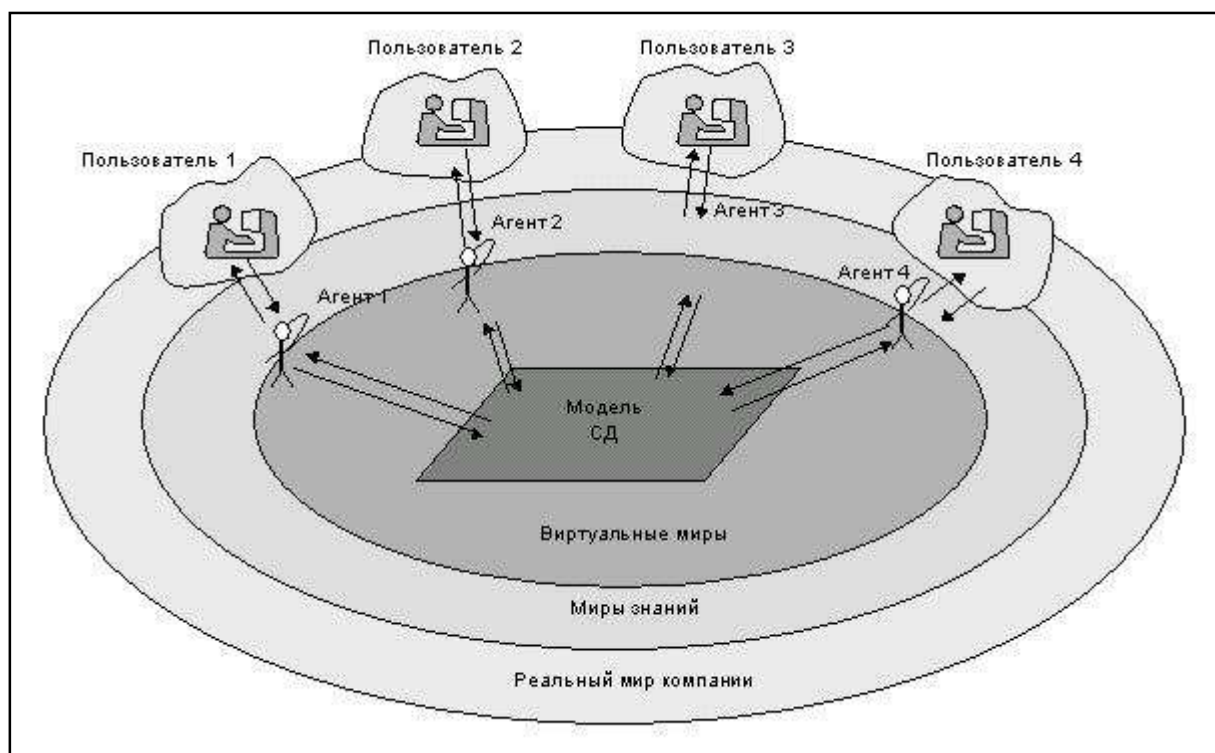 Пользователь 2
Пользователь 3
Пользователь 1
Пользователь 4
Агент 2
Агент 3
Агент 4
Агент 1
Модель
СД
Виртуальные миры
Миры знаний
Реальный мир компании